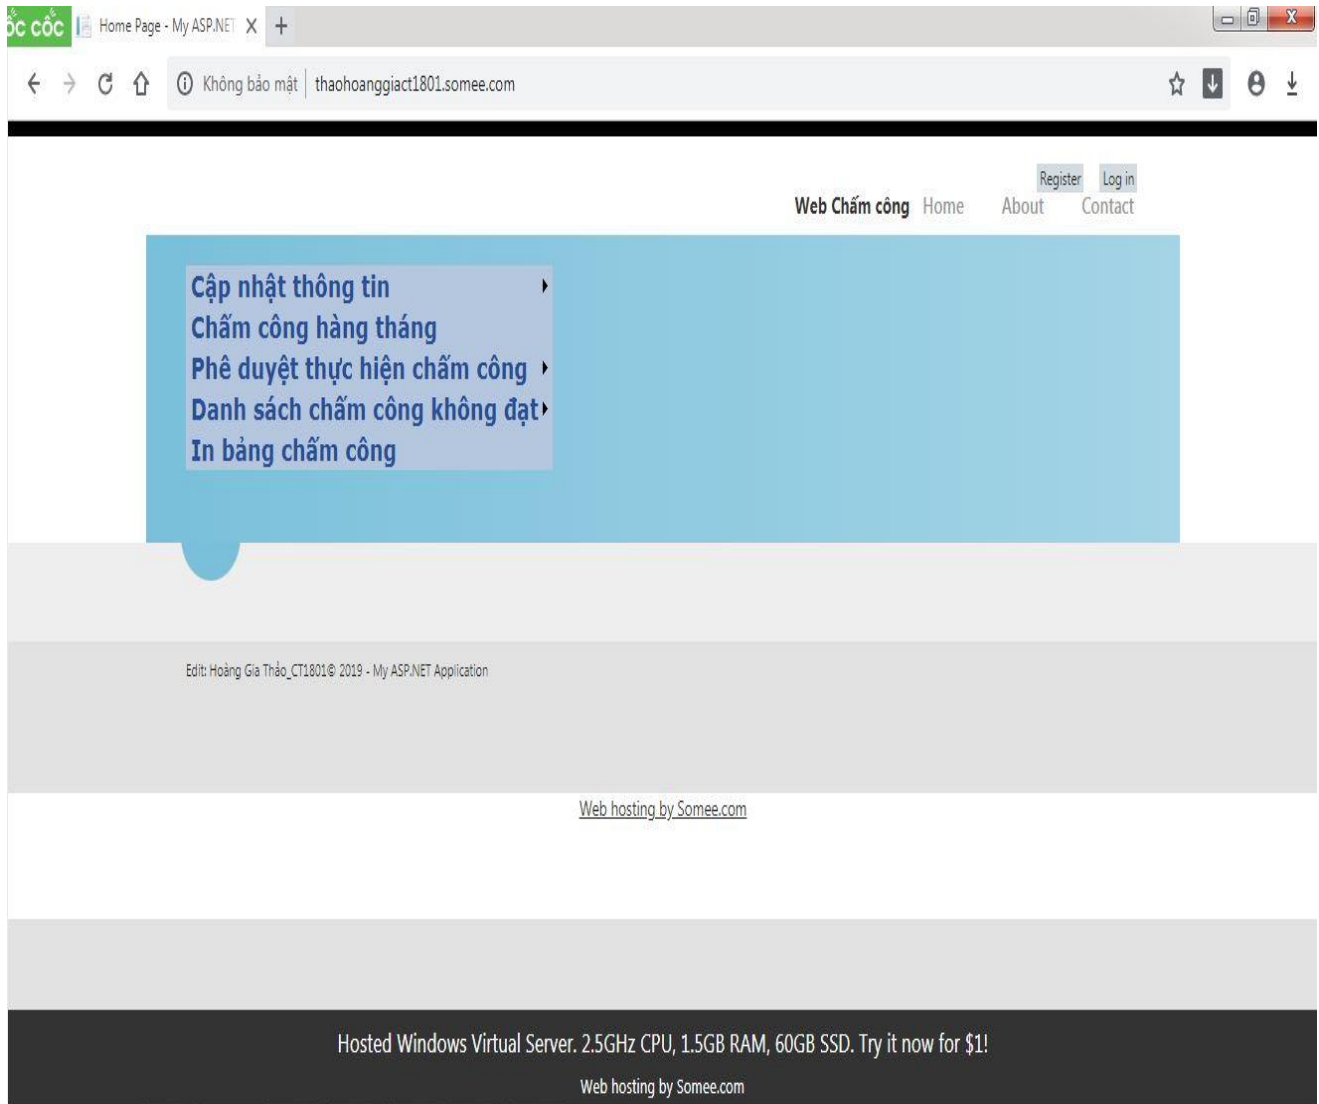 cốc Home Page - My ASP.NET
Không bảo mật thaohoanggiact1801.somee.com
Register Log in
Web Chấm công Home About Contact
Cập nhật thông tin
Chấm công hàng tháng
Phê duyệt thực hiện chấm công
Danh sách chấm công không đạt
In bảng chấm công
Edit: Hoàng Gia Thảo_CT1801© 2019 - My ASP.NET Application
Web hosting by Somee.com
Hosted Windows Virtual Server. 2.5GHz CPU, 1.5GB RAM, 60GB SSD. Try it now for $1!
Web hosting by Somee.com